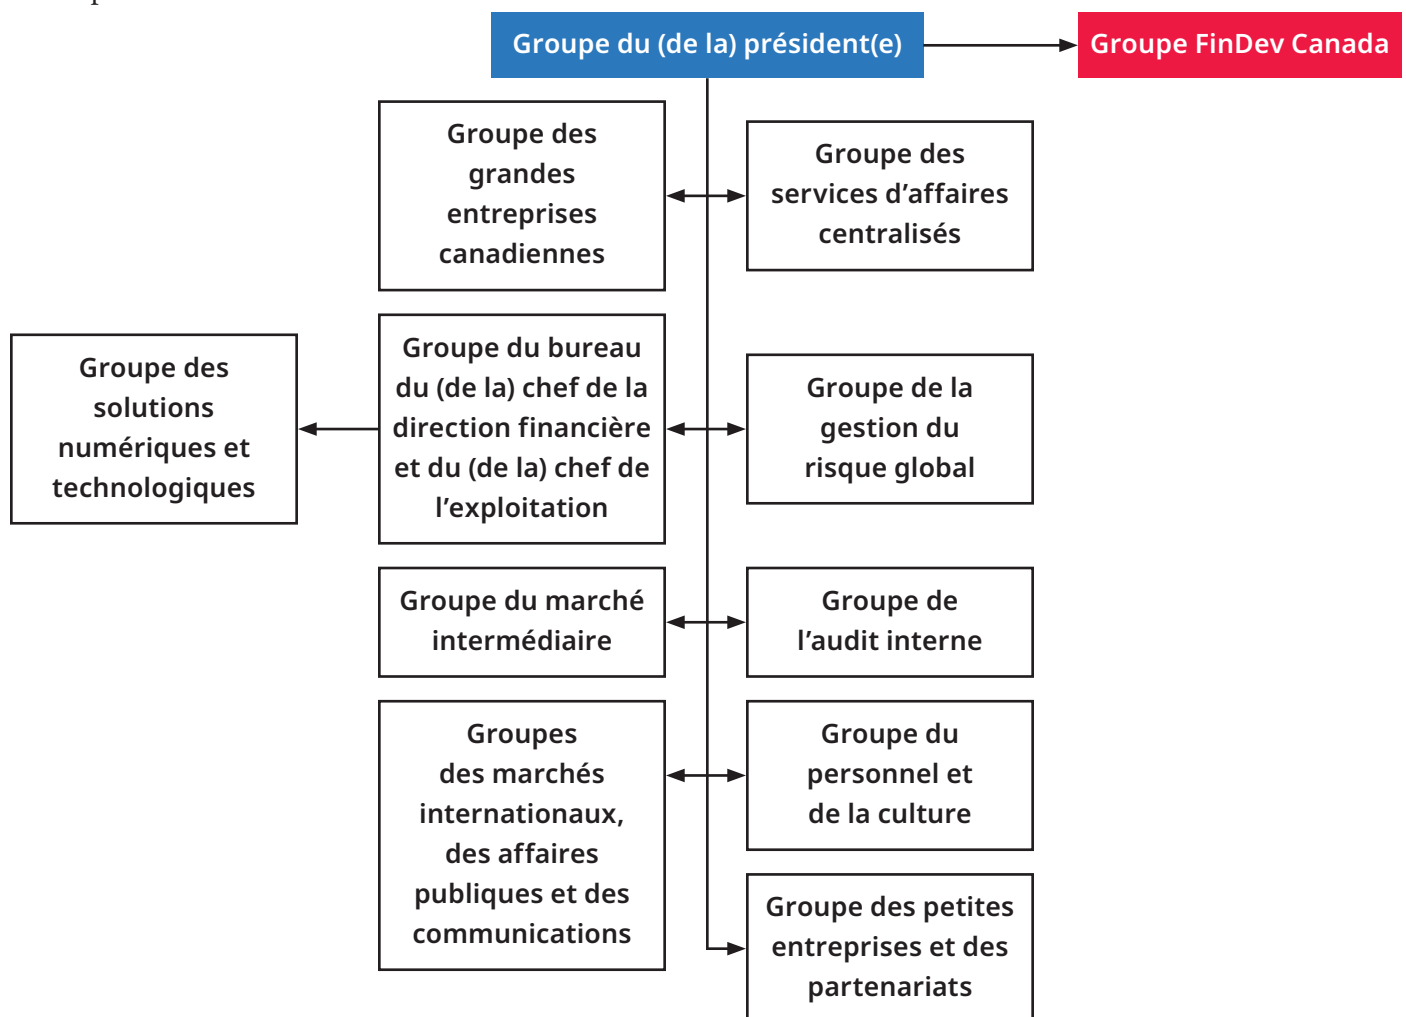 Groupe du (de la) président(e)
Groupe FinDev Canada
Groupe des
grandes
entreprises
canadiennes
Groupe des
services d’affaires
centralisés
Groupe des
solutions
numériques et
technologiques
Groupe du bureau
du (de la) chef de la
direction financière
et du (de la) chef de
l’exploitation
Groupe de la
gestion du
risque global
Groupe du marché
intermédiaire
Groupe de
l’audit interne
Groupes
des marchés
internationaux,
des affaires
publiques et des
communications
Groupe du
personnel et
de la culture
Groupe des petites
entreprises et des
partenariats